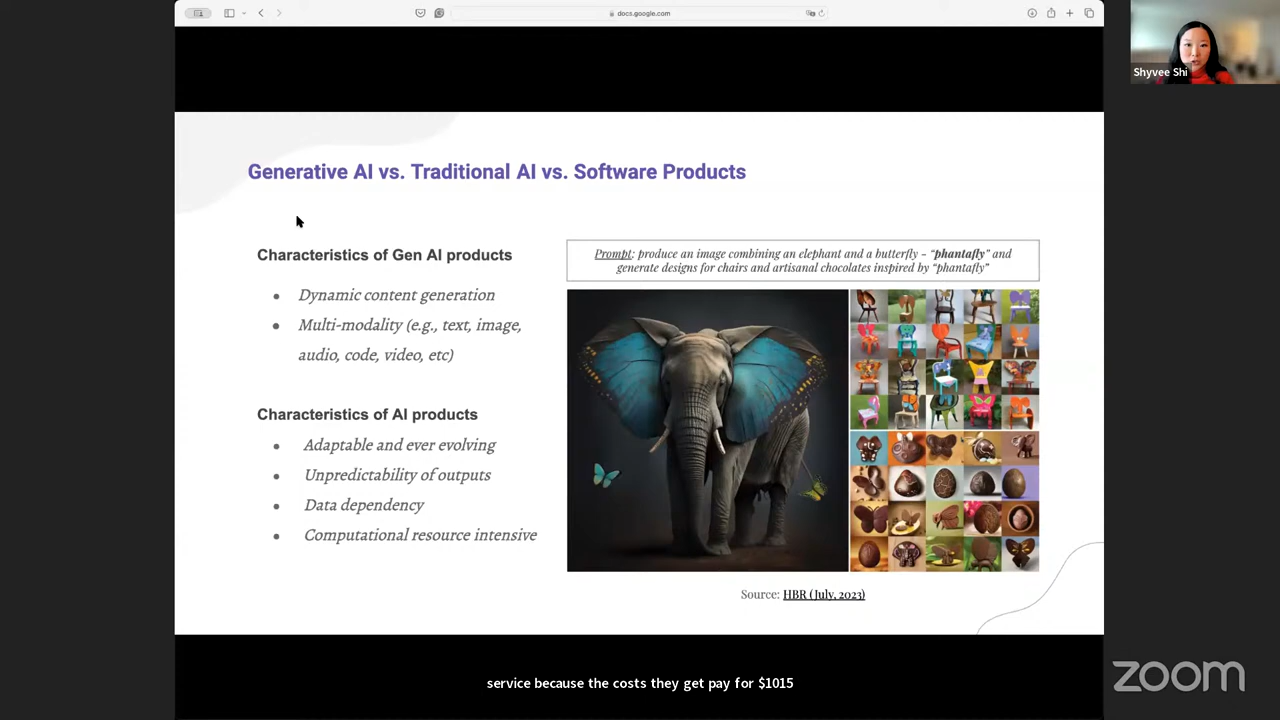 docs.google.com
Shyvee Shi
Generative AI vs. Traditional AI vs. Software Products
Characteristics of Gen AI products
Dynamic content generation
Multi-modality (e.g., text, image,
audio, code, video, etc)
Characteristics of AI products
Adaptable and ever evolving
Unpredictability of outputs
Data dependency
Computational resource intensive
Prompt: produce an image combining an elephant and a butterfly - “phantafly” and
generate designs for chairs and artisanal chocolates inspired by “phantafly”
Source: HBR (July, 2023)
service because the costs they get pay for $1015
zoom